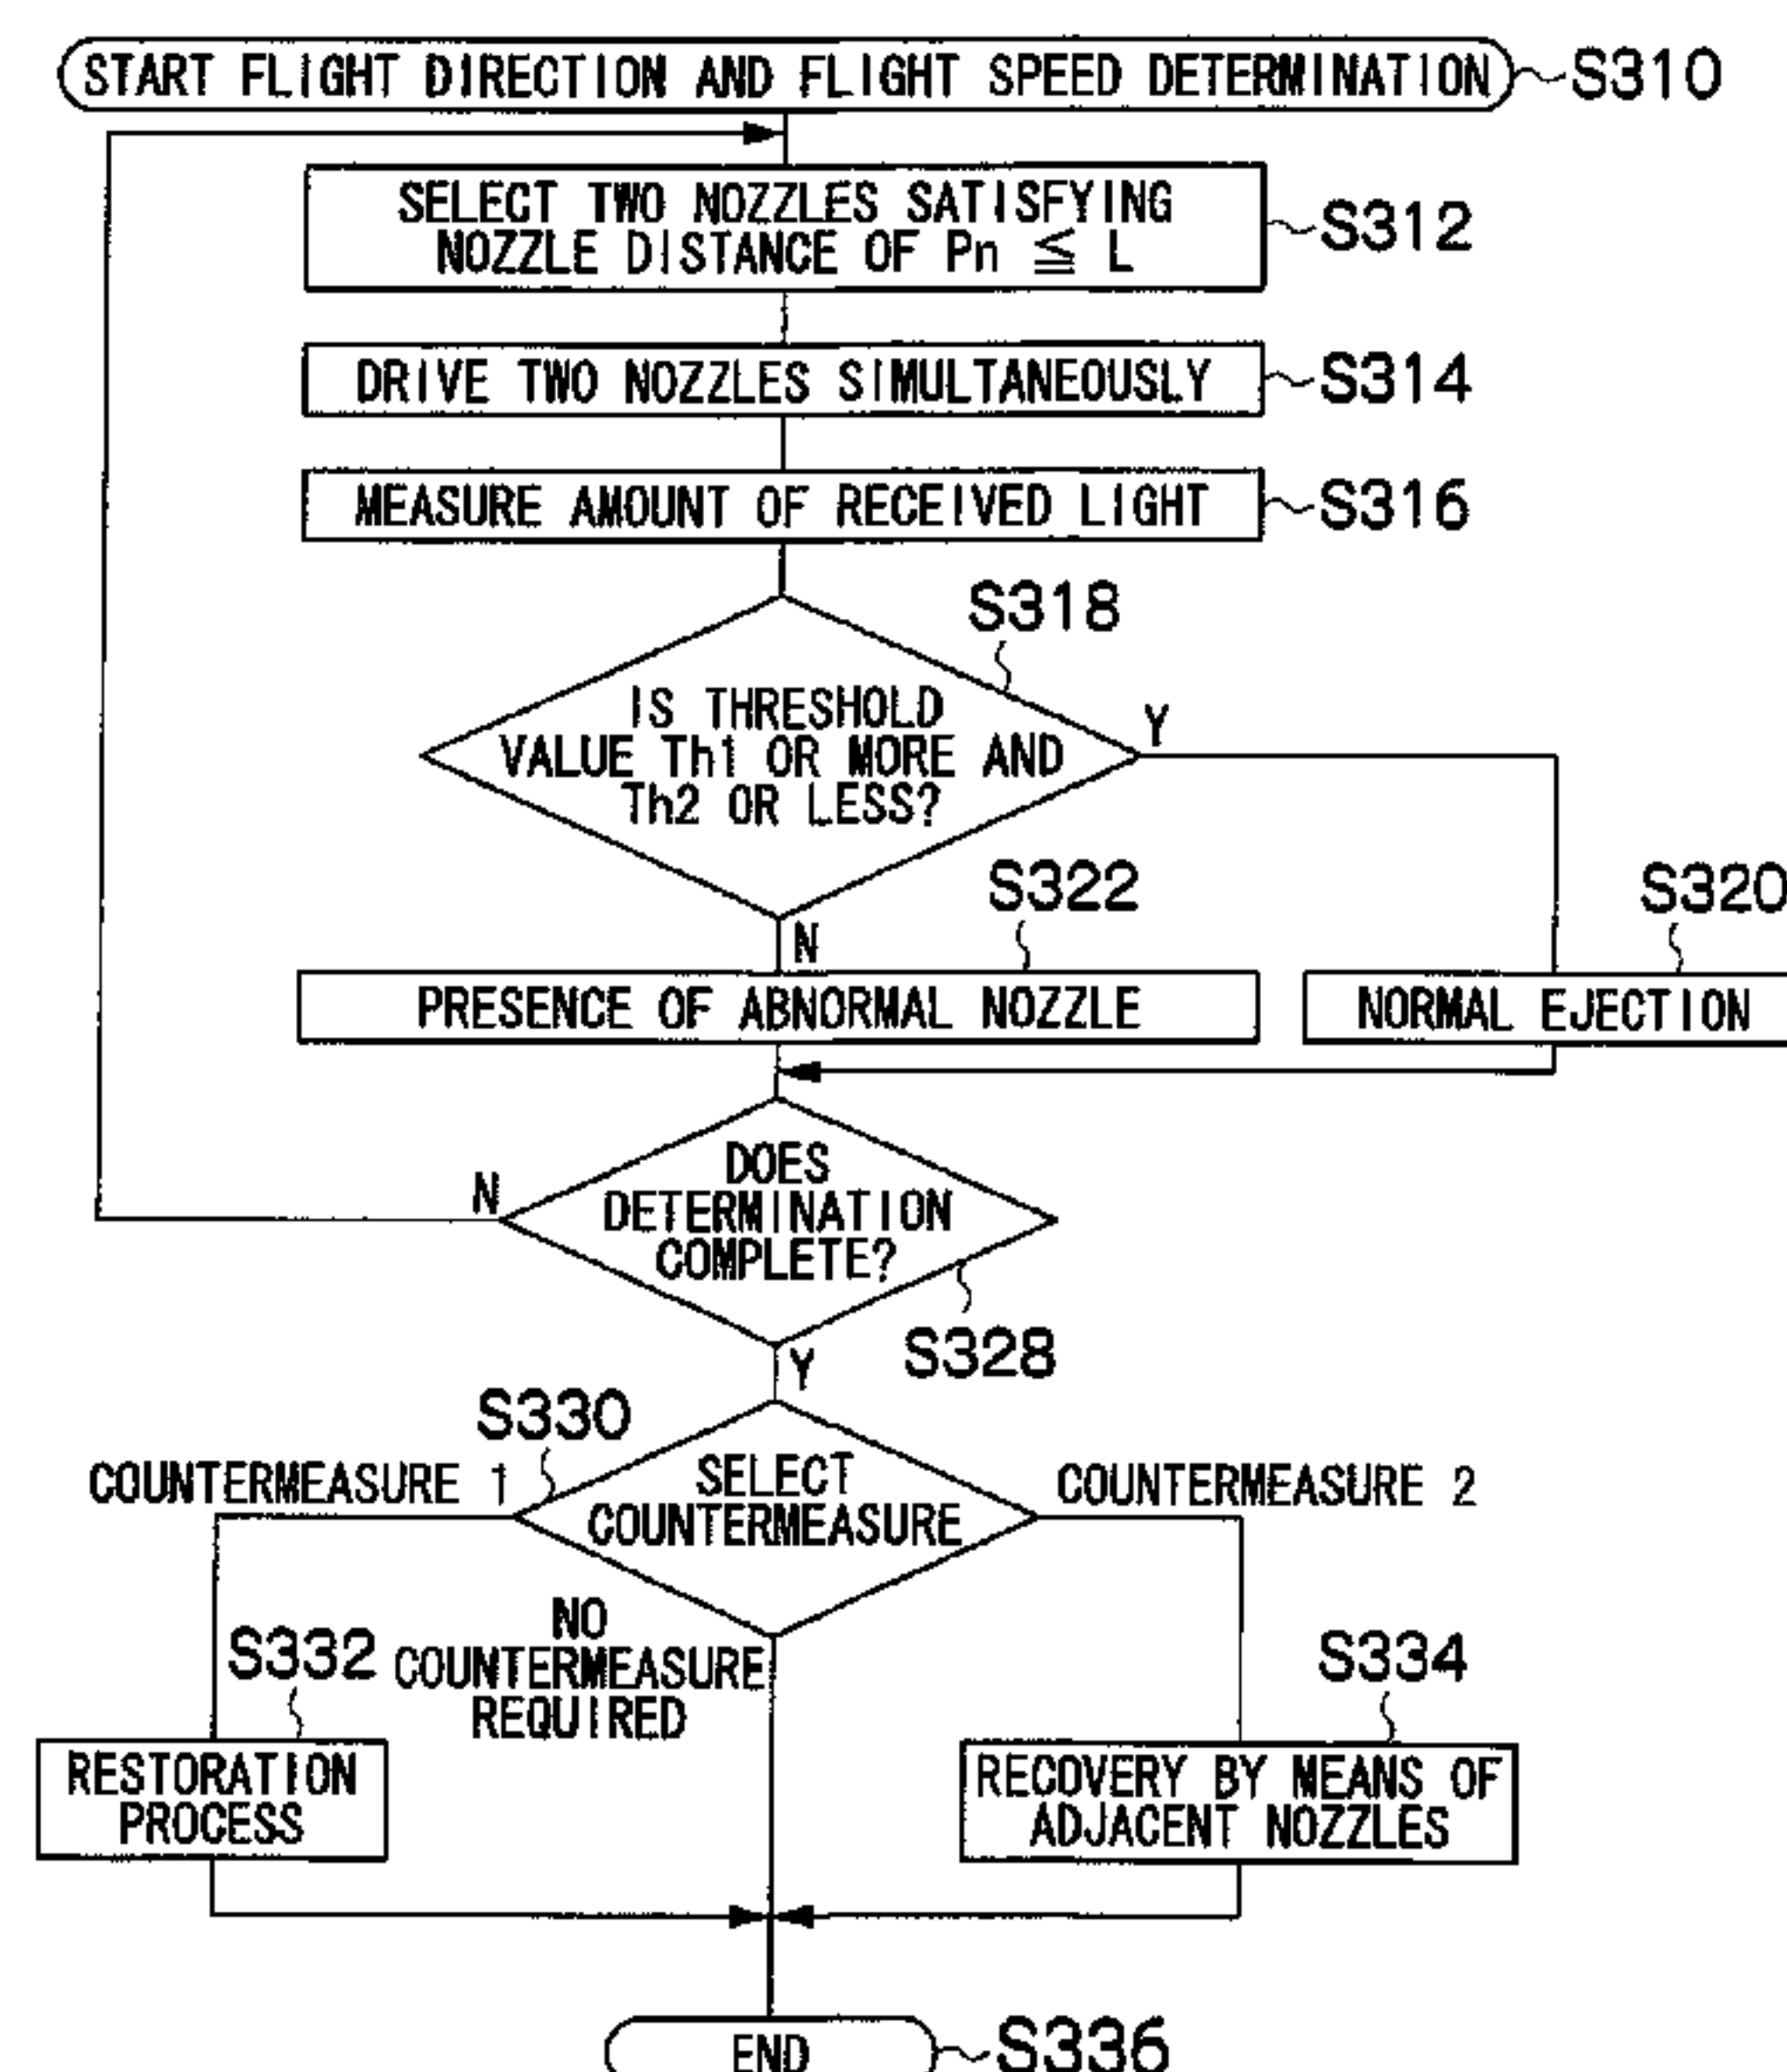 START FLIGHT DIRECTION AND FLIGHT SPEED DETERMINATION
S310
SELECT TWO NOZZLES SATISFYING
NOZZLE DISTANCE OF Pn ≦ L
S312
DRIVE TWO NOZZLES SIMULTANEOUSLY
S314
MEASURE AMOUNT OF RECEIVED LIGHT
S316
S318
IS THRESHOLD
VALUE Th1 OR MORE AND
Th2 OR LESS?
Y
N
S322
PRESENCE OF ABNORMAL NOZZLE
S320
NORMAL EJECTION
DOES
DETERMINATION
COMPLETE?
N
S328
Y
S330
SELECT
COUNTERMEASURE
COUNTERMEASURE 1
COUNTERMEASURE 2
NO
COUNTERMEASURE
REQUIRED
S332
RESTORATION
PROCESS
S334
RECOVERY BY MEANS OF
ADJACENT NOZZLES
END
S336